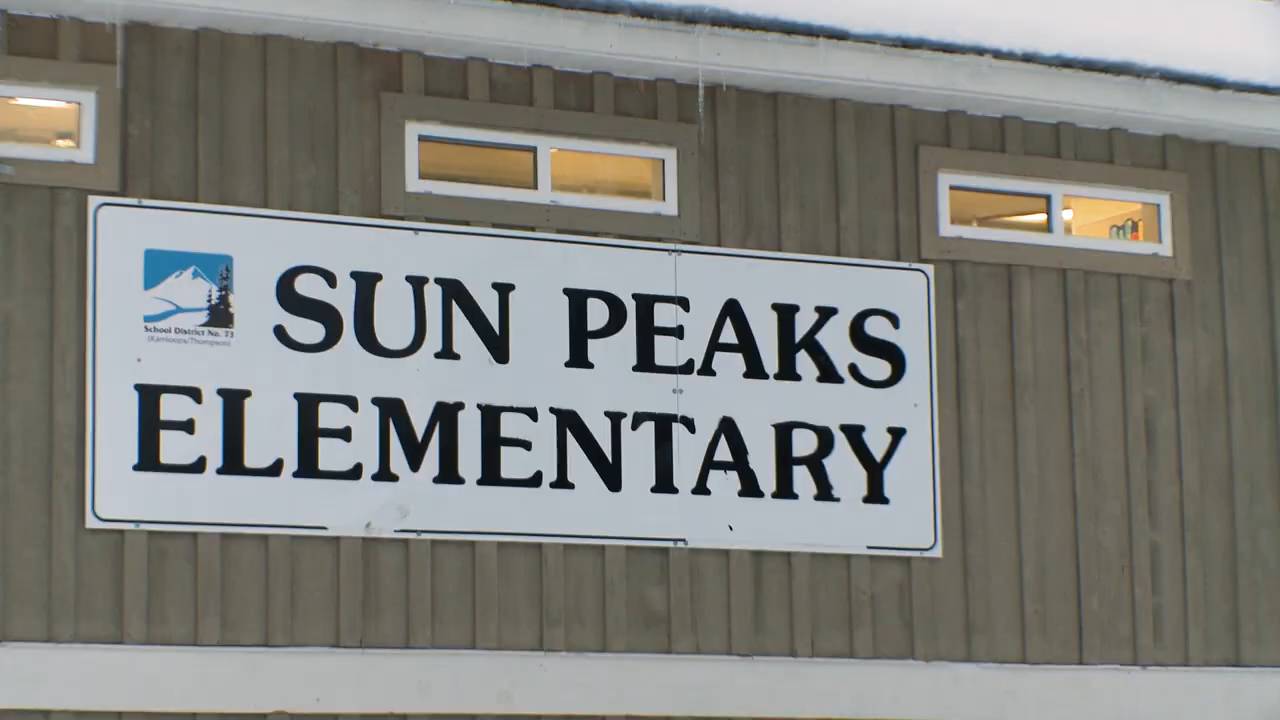 SUN PEAKS
School District No. 73
(Kamloops/Thompson)
ELEMENTARY